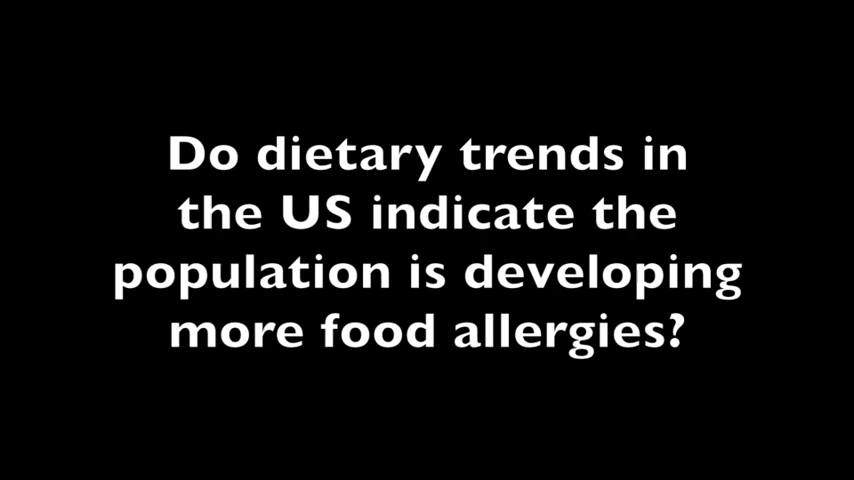 Do dietary trends in
the US indicate the
population is developing
more food allergies?